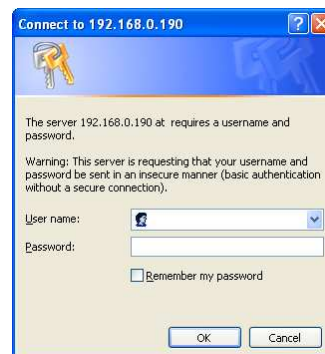 Connect to 192.168.0.190
The server 192.168.0.190 at  requires a username and
password.
Warning: This server is requesting that your username and
password be sent in an insecure manner (basic authentication
without a secure connection).
User name:
Password:
Remember my password
OK
Cancel